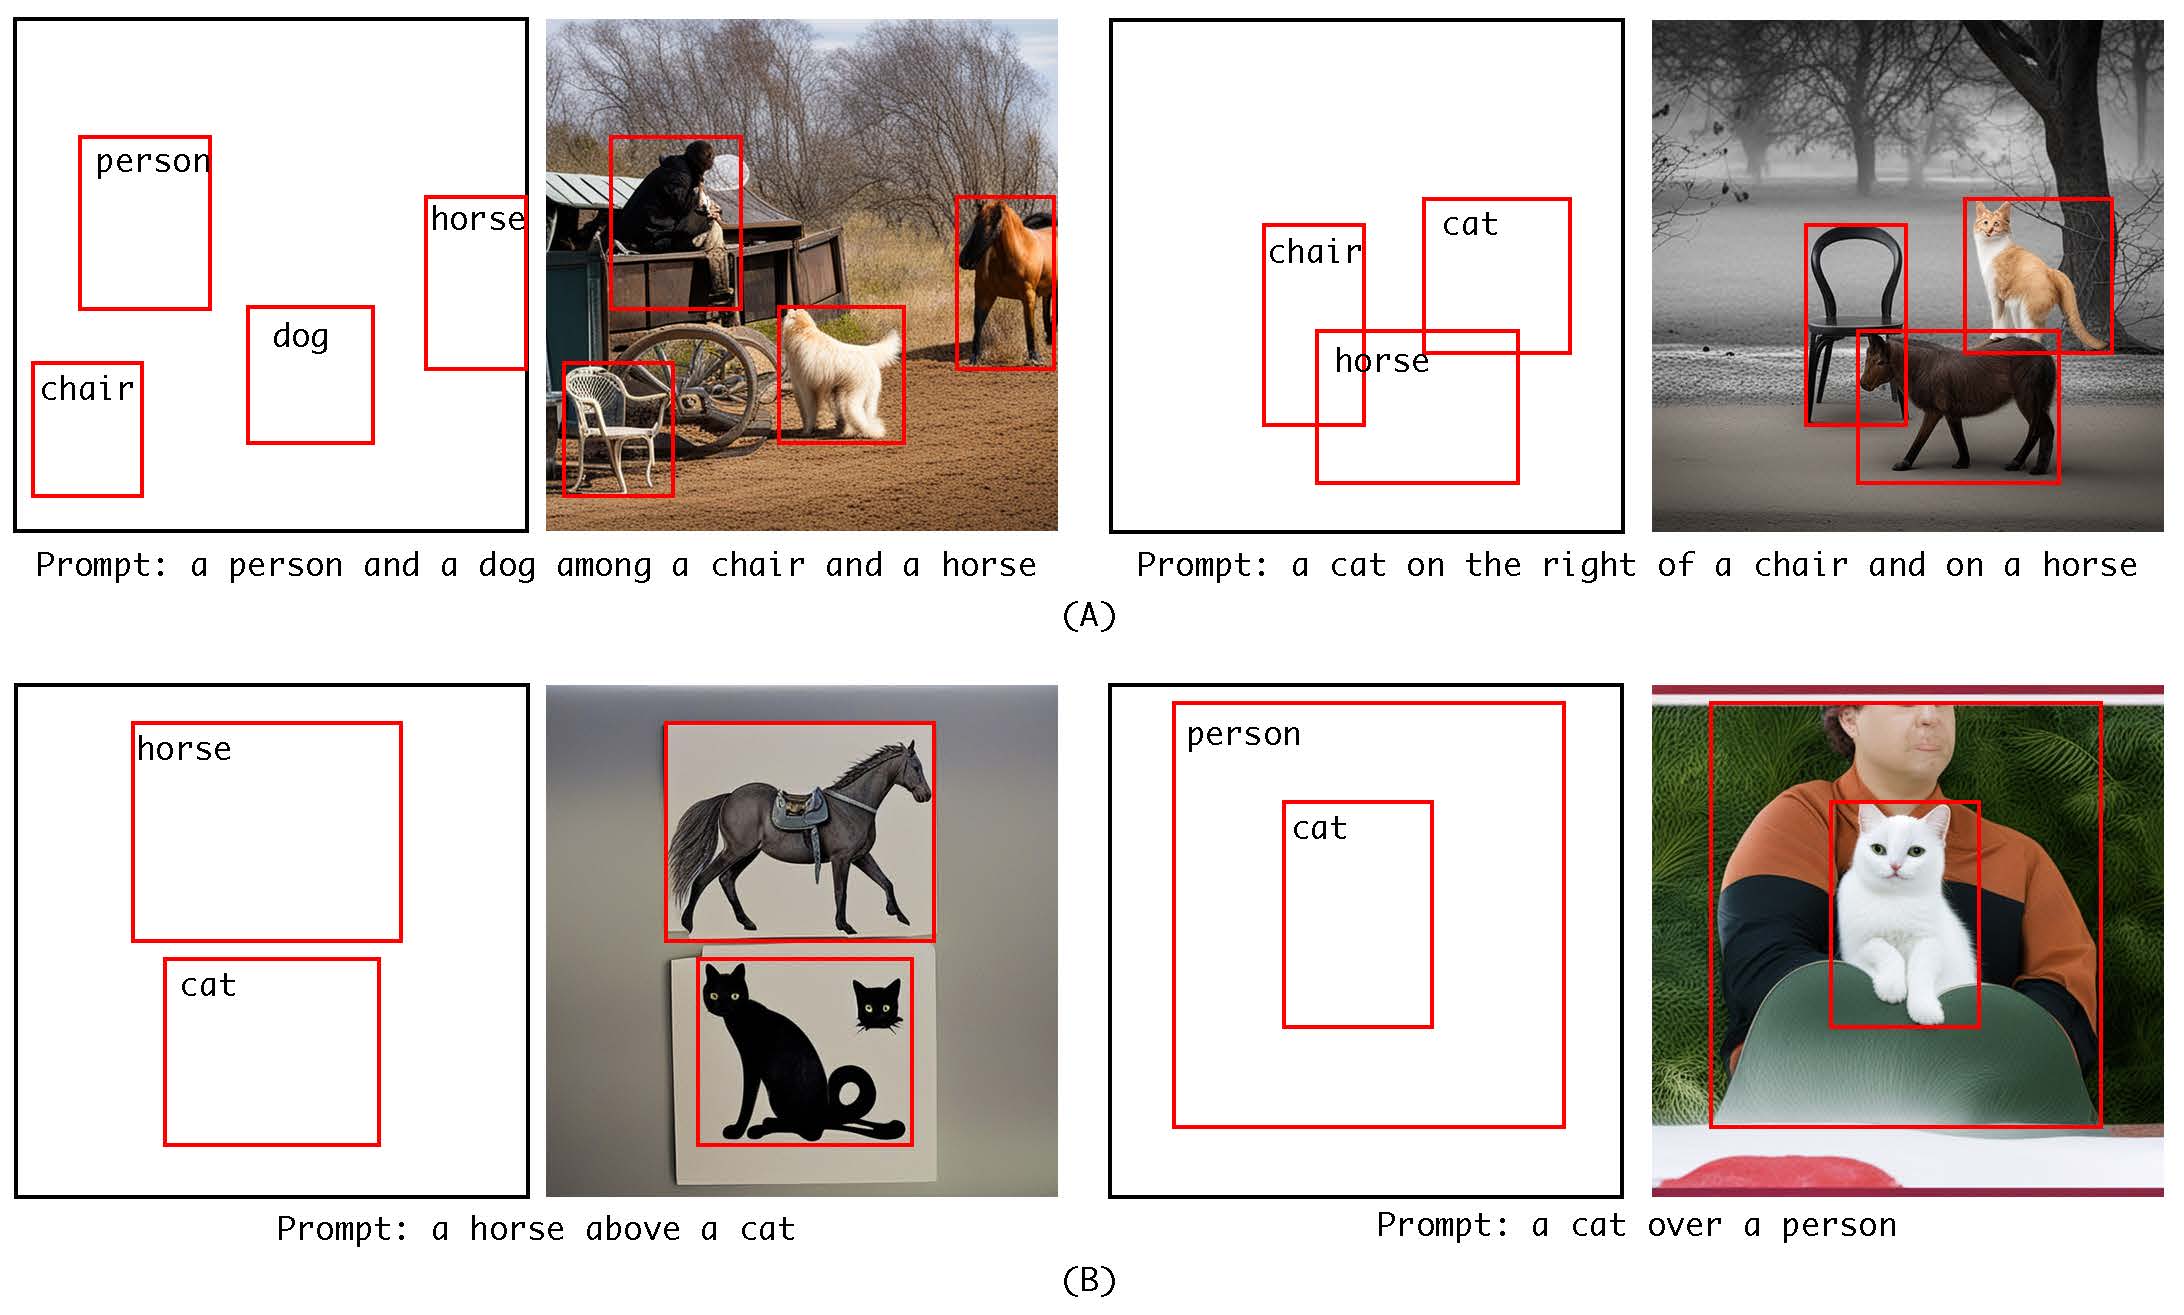 person
horse
dog
chair
cat
chair
horse
Prompt: a person and a dog among a chair and a horse
Prompt: a cat on the right of a chair and on a horse
(A)
horse
cat
person
cat
Prompt: a horse above a cat
Prompt: a cat over a person
(B)